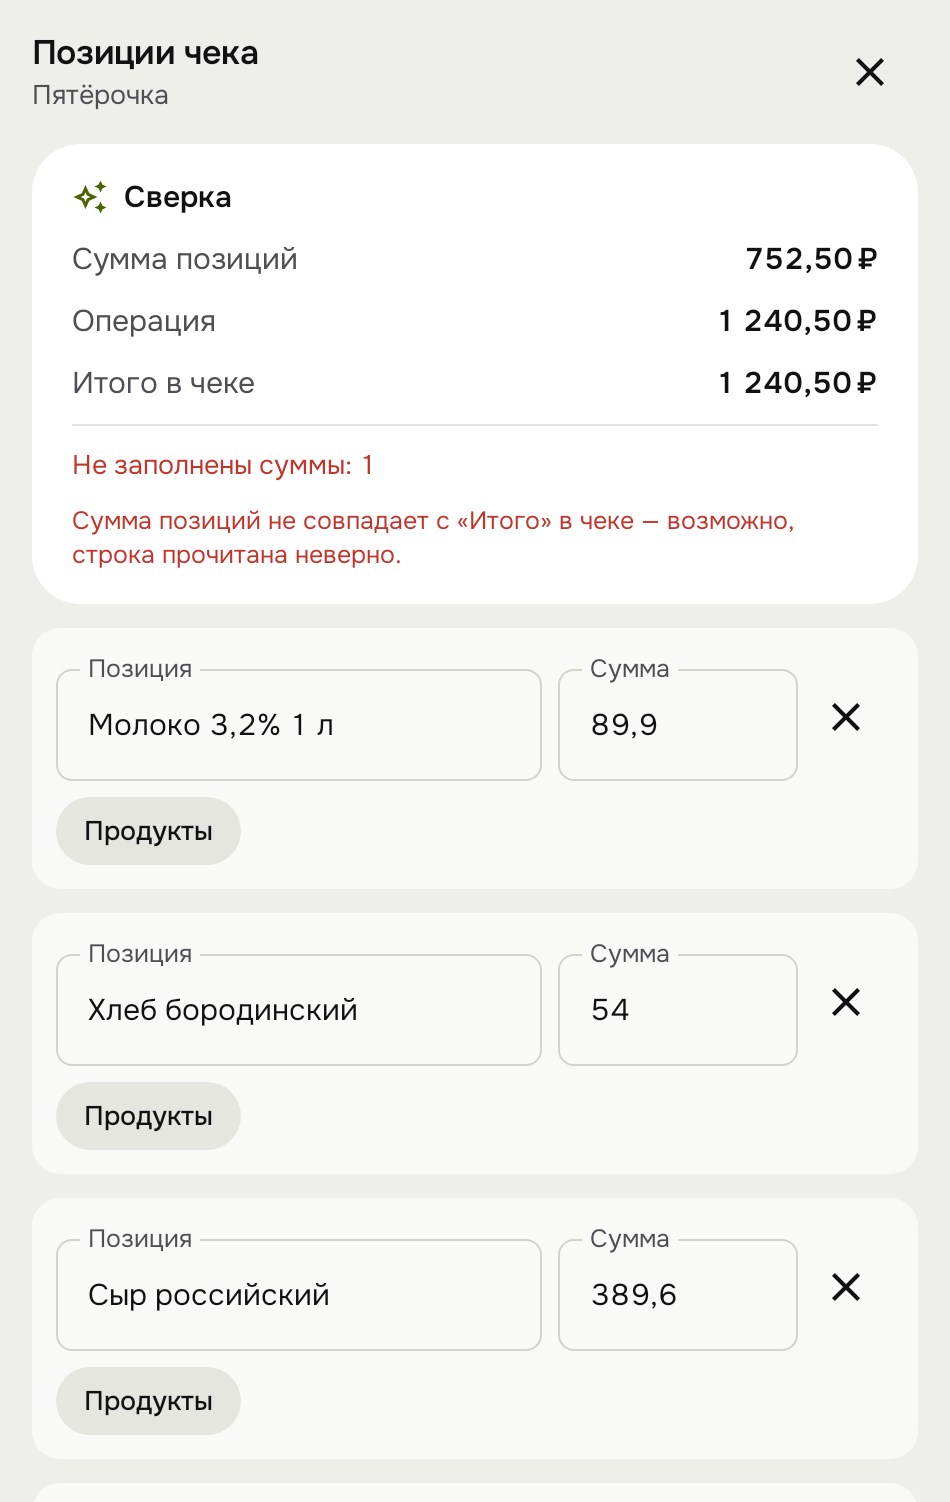 Позиции чека
Пятёрочка
Сверка
Сумма позиций 752,50 ₽
Операция 1 240,50 ₽
Итого в чеке 1 240,50 ₽
Не заполнены суммы: 1
Сумма позиций не совпадает с «Итого» в чеке — возможно,
строка прочитана неверно.
Позиция Сумма
Молоко 3,2% 1 л 89,9
Продукты
Позиция Сумма
Хлеб бородинский 54
Продукты
Позиция Сумма
Сыр российский 389,6
Продукты